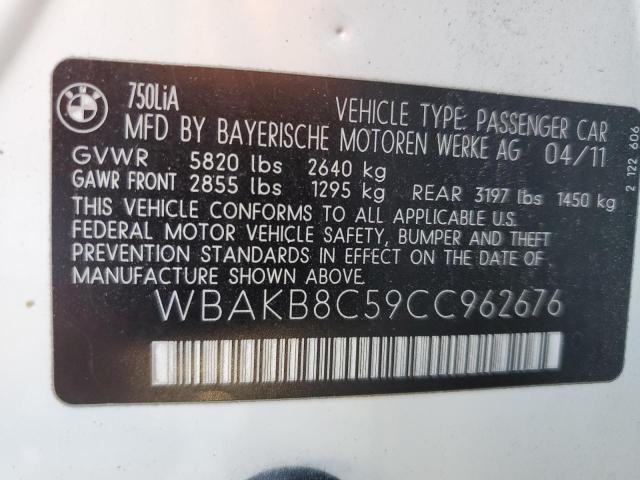 BMW
750LiA
VEHICLE TYPE: PASSENGER CAR
MFD BY BAYERISCHE MOTOREN WERKE AG 04/11
GVWR 5820 lbs 2640 kg
GAWR FRONT 2855 lbs 1295 kg REAR 3197 lbs 1450 kg
THIS VEHICLE CONFORMS TO ALL APPLICABLE U.S.
FEDERAL MOTOR VEHICLE SAFETY, BUMPER AND THEFT
PREVENTION STANDARDS IN EFFECT ON THE DATE OF
MANUFACTURE SHOWN ABOVE.
WBAKB8C59CC962676
2 122 606